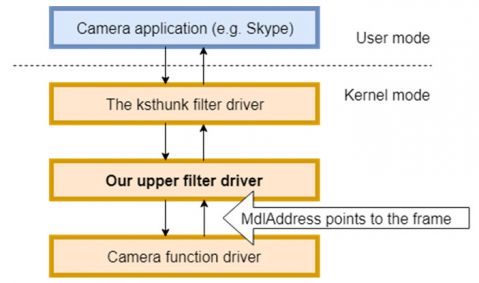 Camera application (e.g. Skype)
User mode
Kernel mode
The ksthunk filter driver
Our upper filter driver
MdlAddress points to the frame
Camera function driver